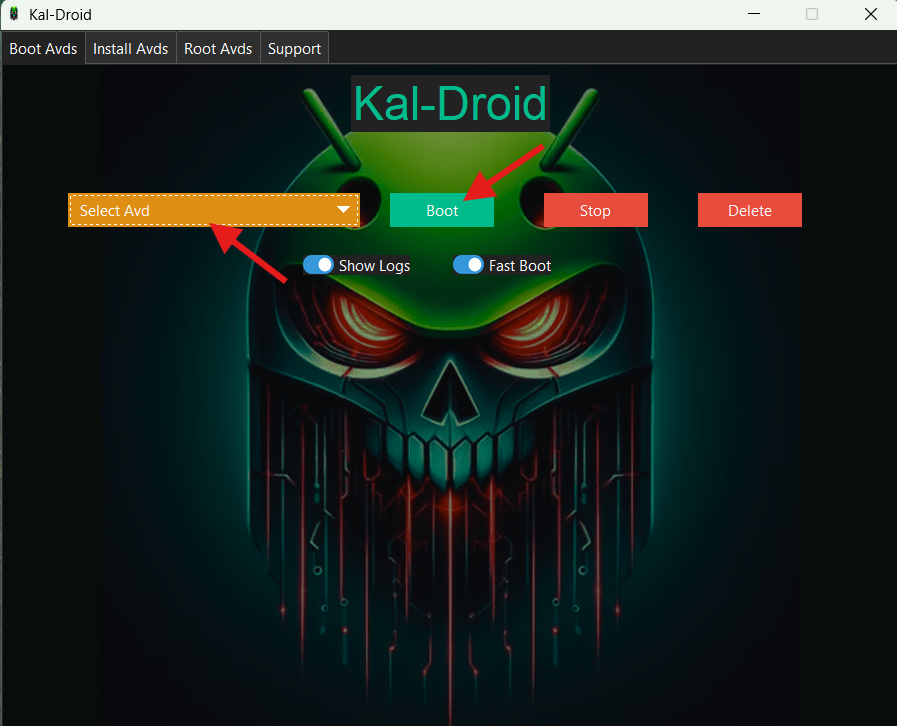 Kal-Droid
Boot Avds Install Avds Root Avds Support
Kal-Droid
Select Avd Boot Stop Delete
Show Logs Fast Boot